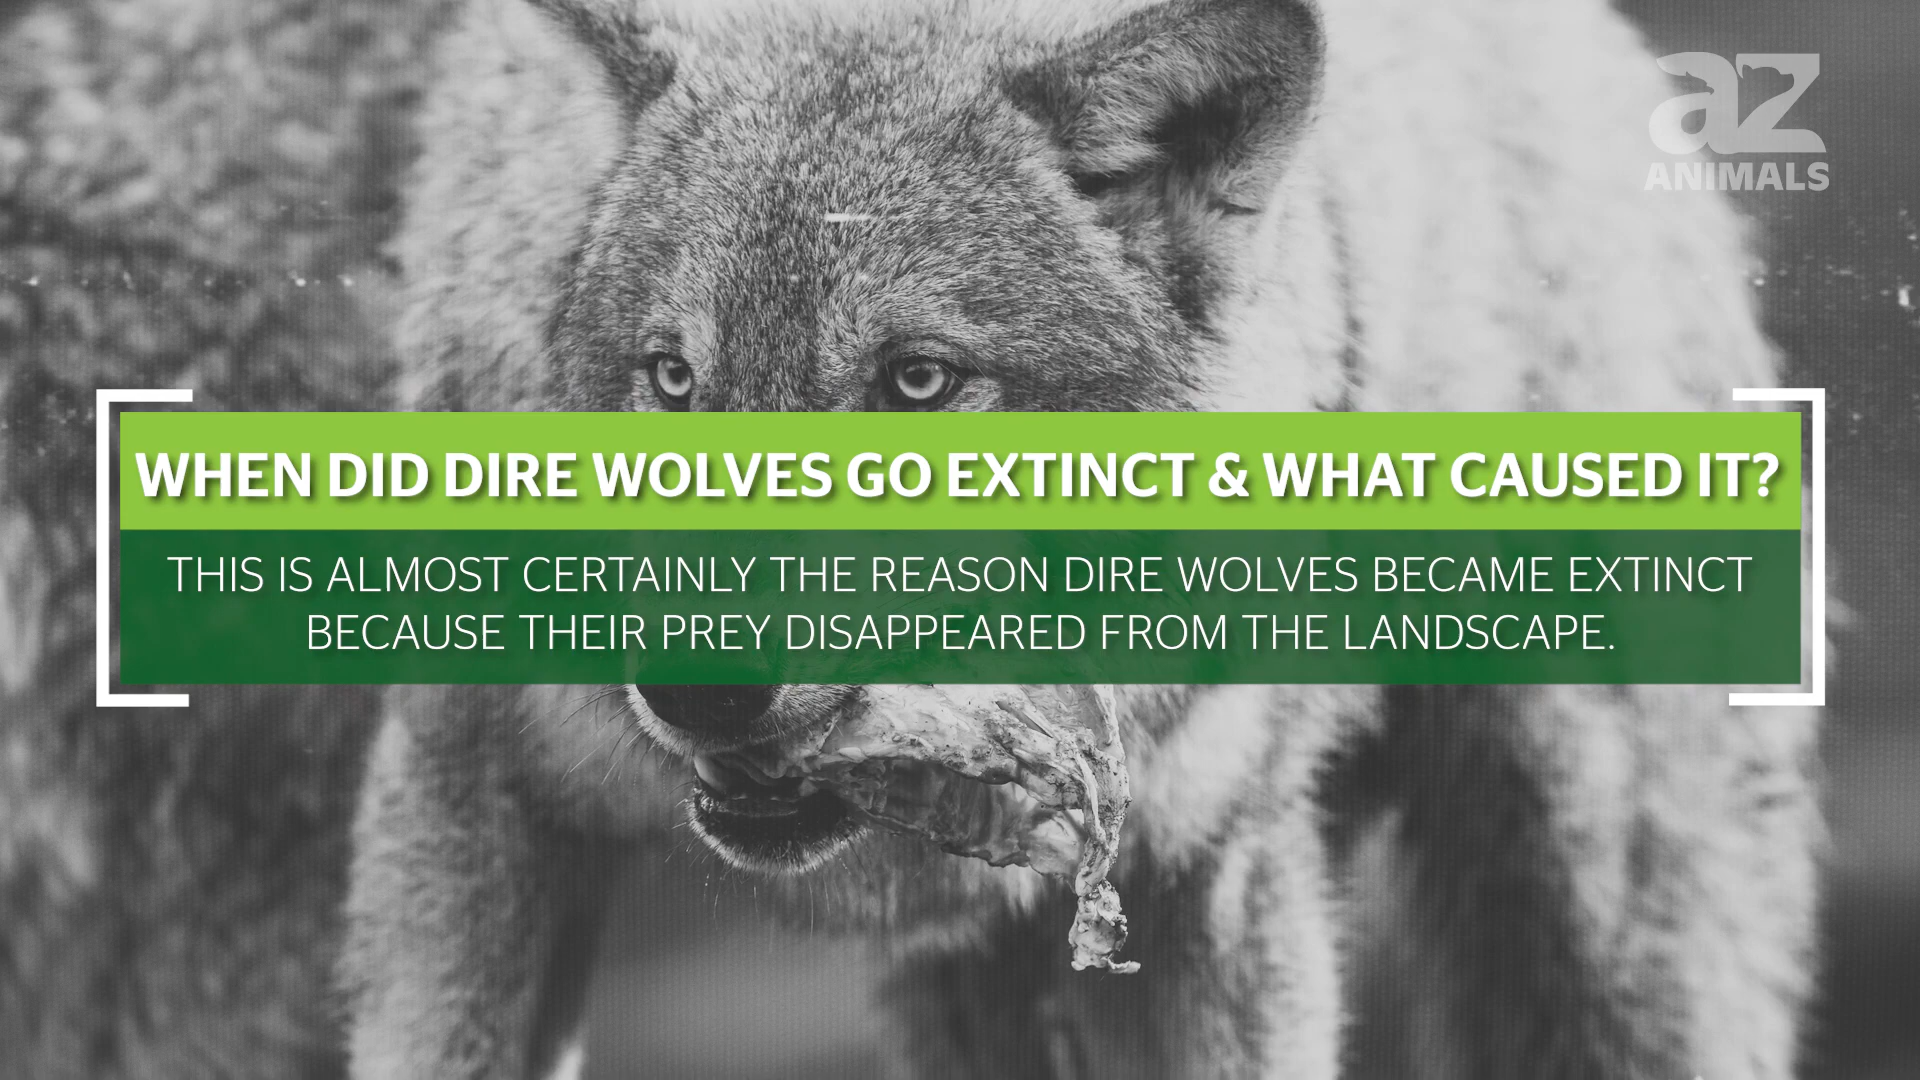 az
ANIMALS
WHEN DID DIRE WOLVES GO EXTINCT & WHAT CAUSED IT?
THIS IS ALMOST CERTAINLY THE REASON DIRE WOLVES BECAME EXTINCT
BECAUSE THEIR PREY DISAPPEARED FROM THE LANDSCAPE.